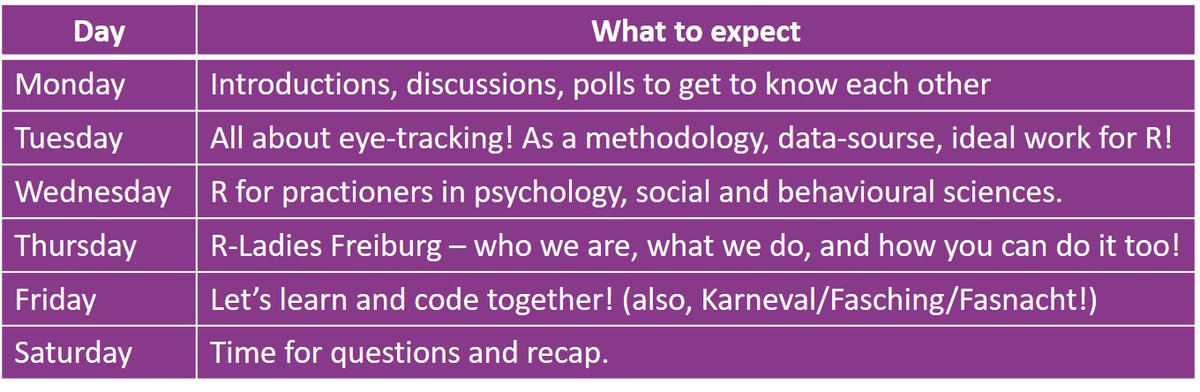 Day What to expect
Monday Introductions, discussions, polls to get to know each other
Tuesday All about eye-tracking! As a methodology, data-sourse, ideal work for R!
Wednesday R for practioners in psychology, social and behavioural sciences.
Thursday R-Ladies Freiburg – who we are, what we do, and how you can do it too!
Friday Let’s learn and code together! (also, Karneval/Fasching/Fasnacht!)
Saturday Time for questions and recap.